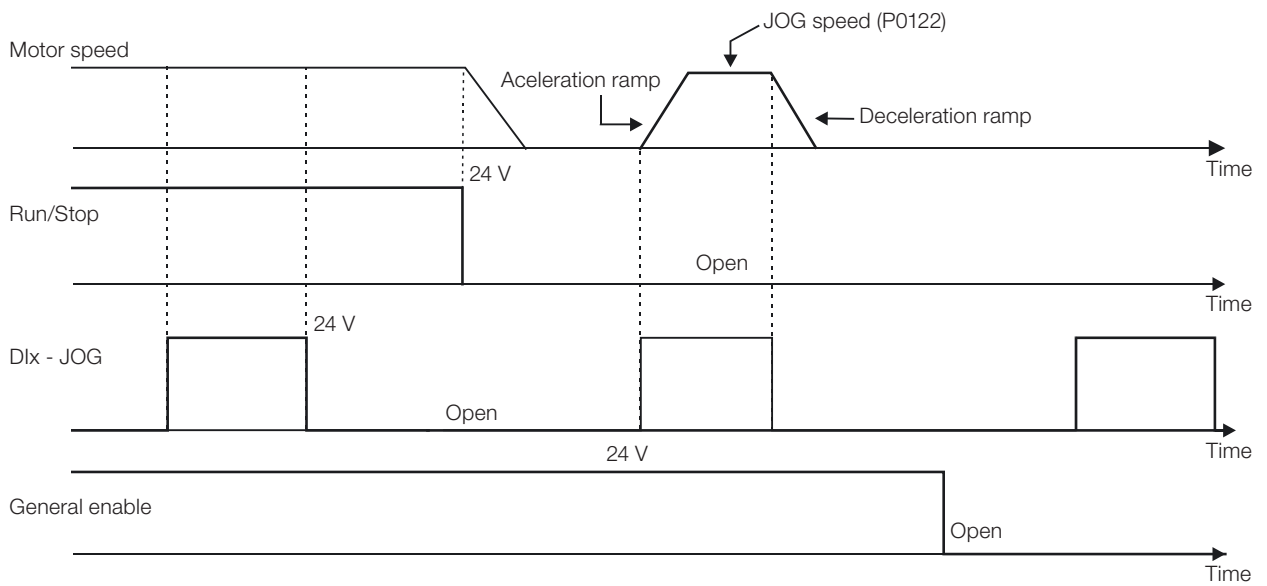 JOG speed (P0122)
Motor speed
Aceleration ramp
Deceleration ramp
Time
24 V
Run/Stop
Open
Time
24 V
DIx - JOG
Open
Time
24 V
General enable
Open
Time